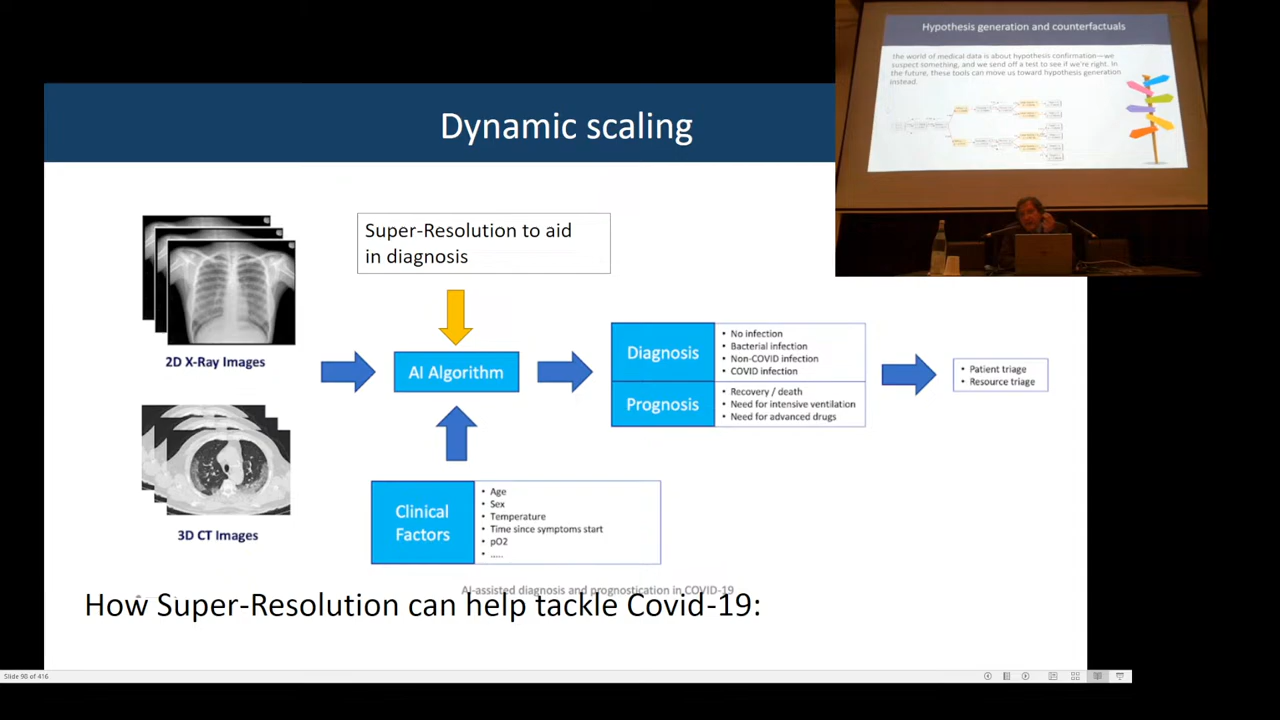 Dynamic scaling
Super-Resolution to aid
in diagnosis
2D X-Ray Images
AI Algorithm
Diagnosis
• No infection
• Bacterial infection
• Non-COVID infection
• COVID infection
Prognosis
• Recovery / death
• Need for intensive ventilation
• Need for advanced drugs
• Patient triage
• Resource triage
3D CT Images
Clinical
Factors
• Age
• Sex
• Temperature
• Time since symptoms start
• pO2
• .....
AI-assisted diagnosis and prognostication in COVID-19
How Super-Resolution can help tackle Covid-19:
Slide 98 of 416
Hypothesis generation and counterfactuals
The world of medical data is about hypothesis confirmation—we
suspect something, and we send off a test to see if we're right. In
the future, these tools can move us toward hypothesis generation
instead.